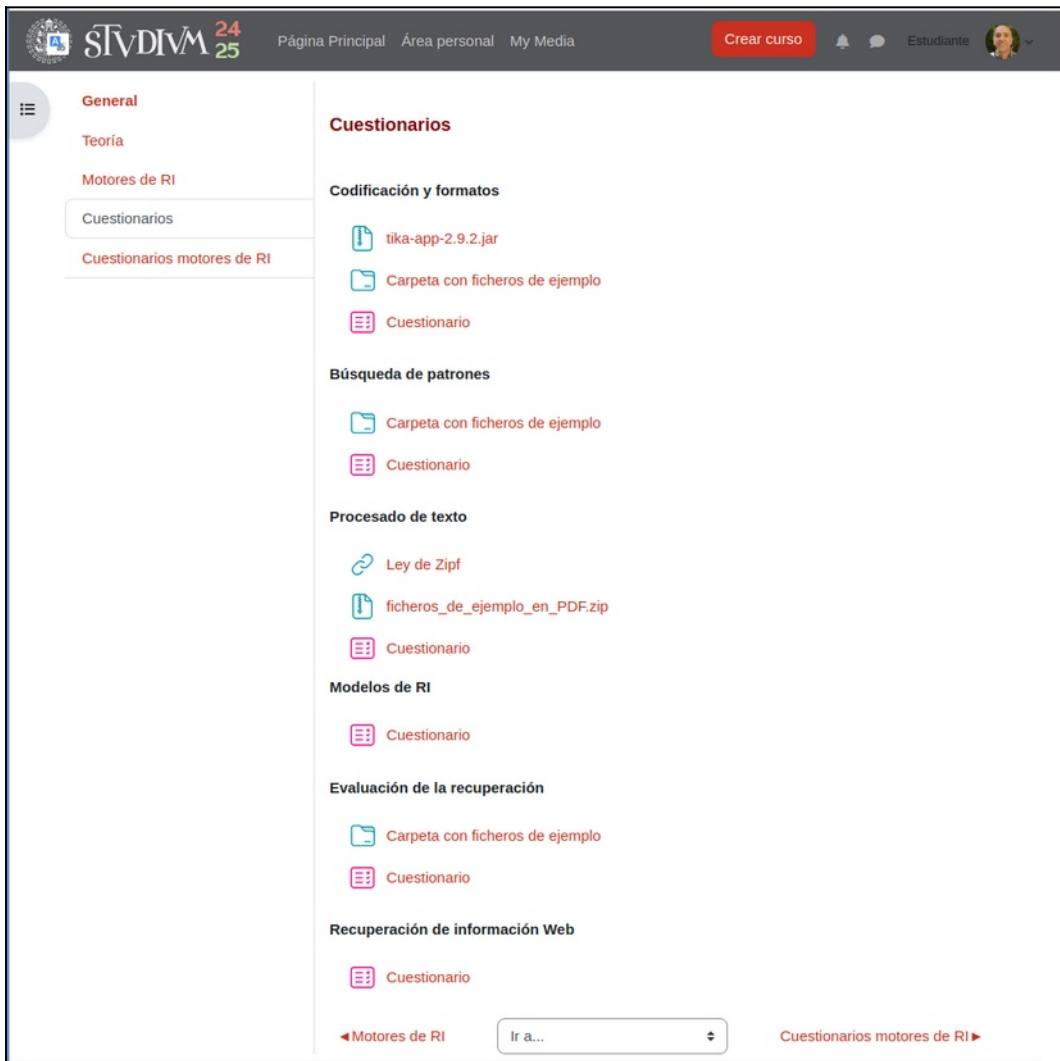 STVDIVM 24 25
Página Principal Área personal My Media Crear curso Estudiante
General
Teoría
Motores de RI
Cuestionarios
Cuestionarios motores de RI
Cuestionarios
Codificación y formatos
tika-app-2.9.2.jar
Carpeta con ficheros de ejemplo
Cuestionario
Búsqueda de patrones
Carpeta con ficheros de ejemplo
Cuestionario
Procesado de texto
Ley de Zipf
ficheros_de_ejemplo_en_PDF.zip
Cuestionario
Modelos de RI
Cuestionario
Evaluación de la recuperación
Carpeta con ficheros de ejemplo
Cuestionario
Recuperación de información Web
Cuestionario
◄Motores de RI Ir a... Cuestionarios motores de RI►